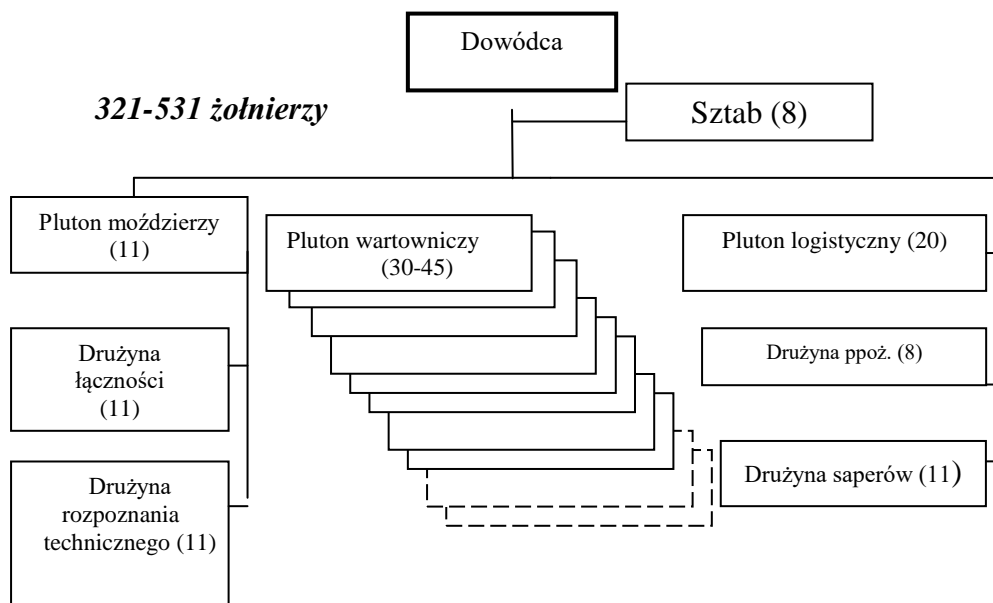 Dowódca
321-531 żołnierzy
Sztab (8)
Pluton moździerzy
(11)
Pluton wartowniczy
(30-45)
Pluton logistyczny (20)
Drużyna
łączności
(11)
Drużyna ppoż. (8)
Drużyna
rozpoznania
technicznego (11)
Drużyna saperów (11)